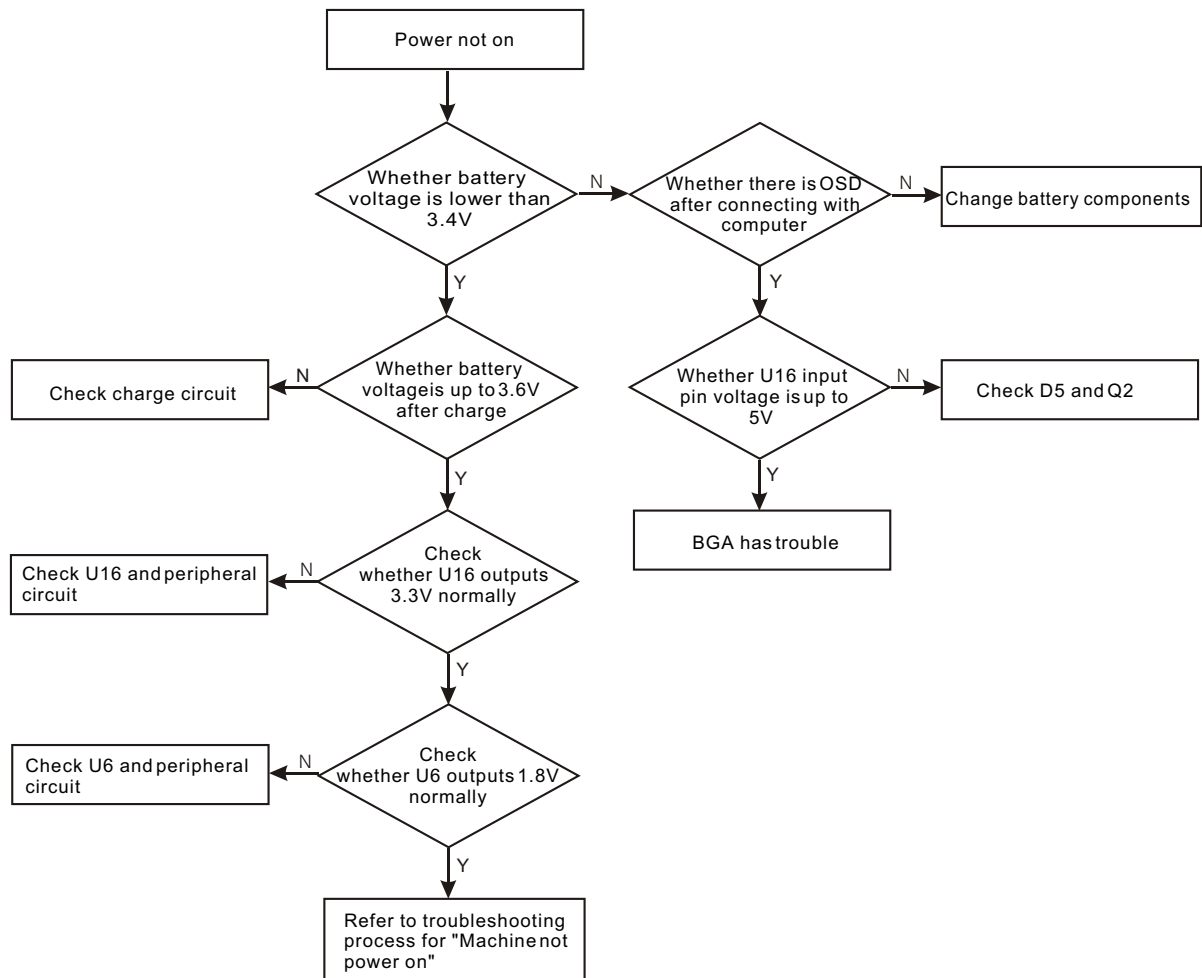 Power not on
Whether battery
voltage is lower than
3.4V
N
Whether there is OSD
after connecting with
computer
N
Change battery components
Y
Y
Check charge circuit
N
Whether battery
voltageis up to 3.6V
after charge
Whether U16 input
pin voltage is up to
5V
N
Check D5 and Q2
Y
Y
BGA has trouble
Check U16 and peripheral
circuit
N
Check
whether U16 outputs
3.3V normally
Y
Check U6 and peripheral
circuit
N
Check
whether U6 outputs 1.8V
normally
Y
Refer to troubleshooting
process for "Machine not
power on"